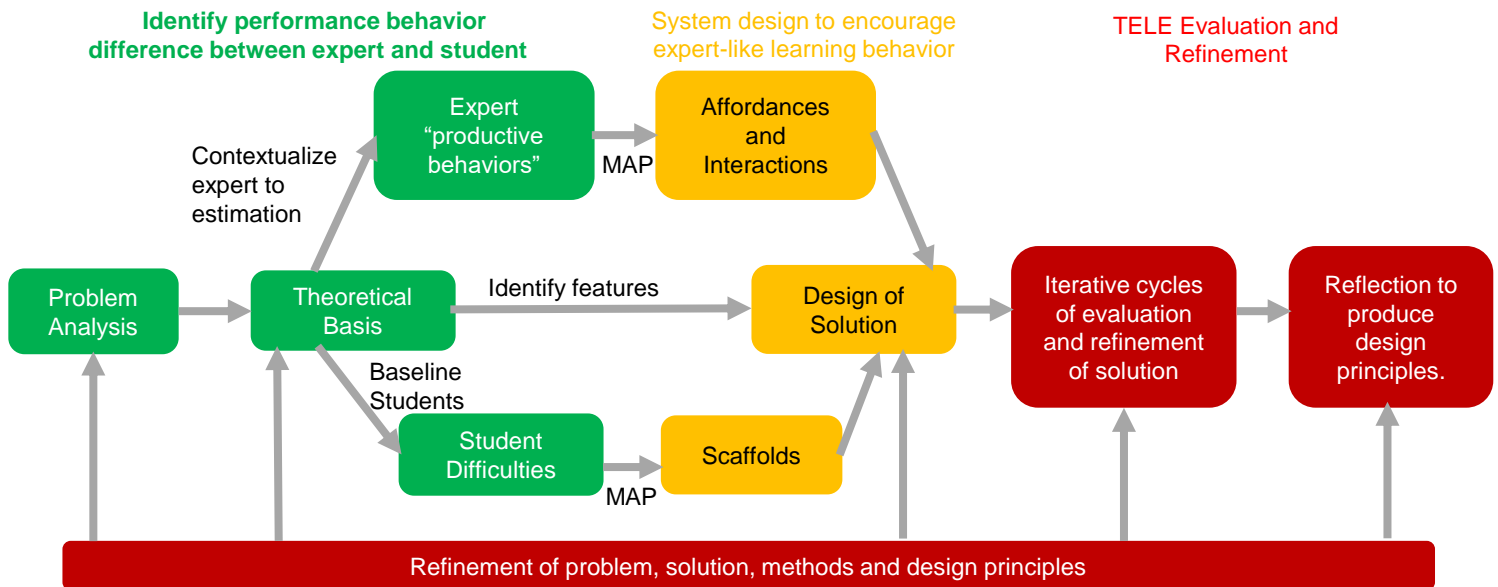 Identify performance behavior
difference between expert and student
System design to encourage
expert-like learning behavior
TELE Evaluation and
Refinement
Expert
“productive
behaviors”
Affordances
and
Interactions
MAP
Contextualize
expert to
estimation
Problem
Analysis
Theoretical
Basis
Identify features
Design of
Solution
Iterative cycles
of evaluation
and refinement
of solution
Reflection to
produce
design
principles.
Baseline
Students
Student
Difficulties
MAP
Scaffolds
Refinement of problem, solution, methods and design principles